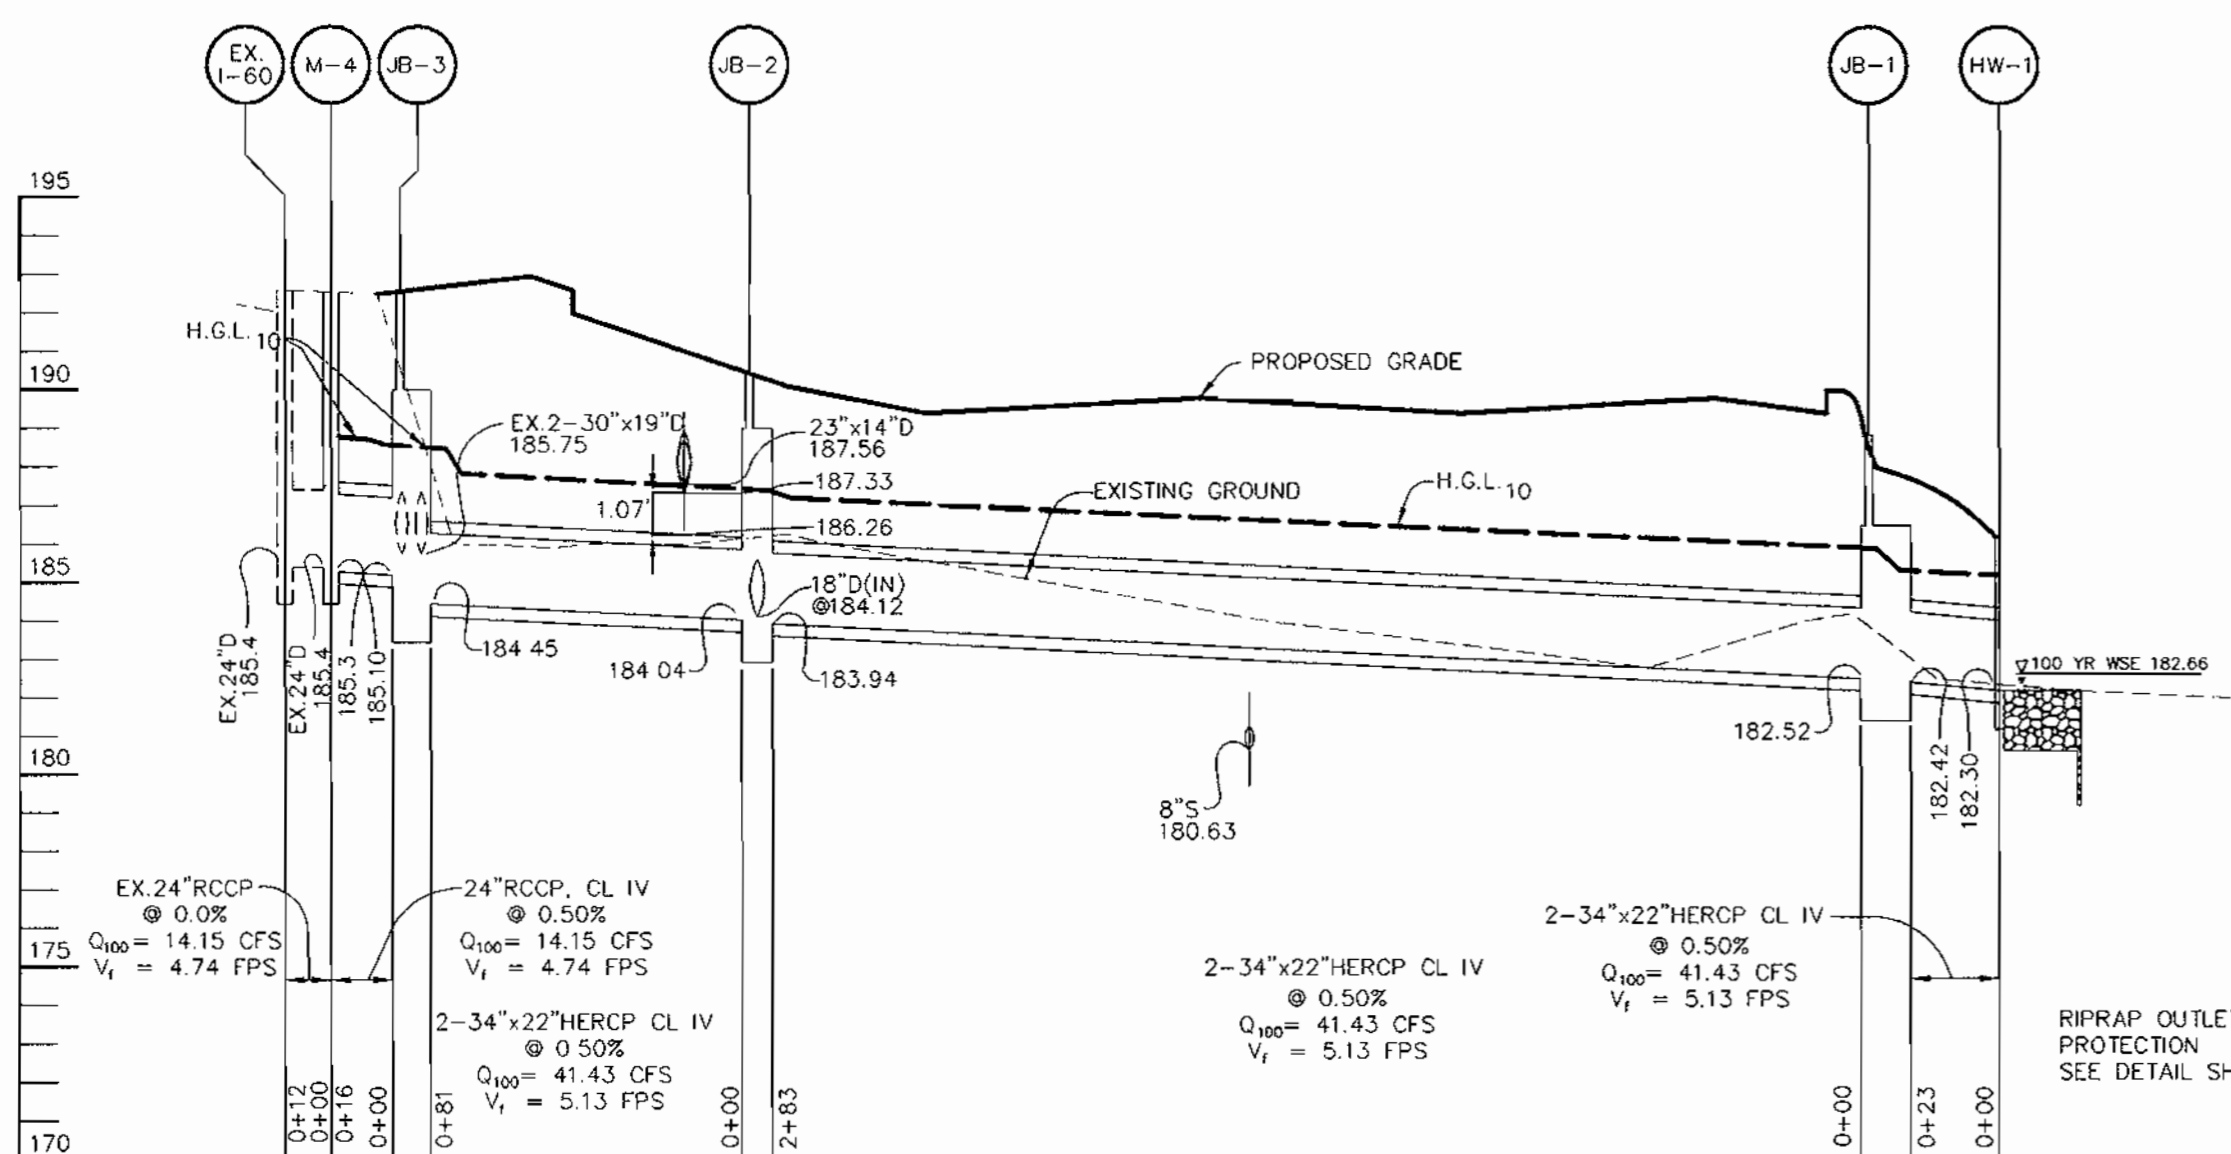 EX.
I-60
M-4
JB-3
JB-2
JB-1
HW-1
195
190
185
180
175
170
H.G.L.10
EX.2-30"x19"D
185.75
23"x14"D
187.56
187.33
1.07'
186.26
PROPOSED GRADE
EXISTING GROUND
H.G.L.10
18"D(IN)
@184.12
EX.24"D
185.4
EX.24"D
185.4
185.3
185.10
184 45
184 04
183.94
182.52
182.42
182.30
100 YR WSE 182.66
8"S
180.63
EX.24"RCCP
@ 0.0%
Q100= 14.15 CFS
Vf = 4.74 FPS
24"RCCP, CL IV
@ 0.50%
Q100= 14.15 CFS
Vf = 4.74 FPS
2-34"x22"HERCP CL IV
@ 0 50%
Q100= 41.43 CFS
Vf = 5.13 FPS
2-34"x22"HERCP CL IV
@ 0.50%
Q100= 41.43 CFS
Vf = 5.13 FPS
2-34"x22"HERCP CL IV
@ 0.50%
Q100= 41.43 CFS
Vf = 5.13 FPS
RIPRAP OUTLE
PROTECTION
SEE DETAIL SH
0+12
0+00
0+16
0+00
0+81
0+00
2+83
0+00
0+23
0+00